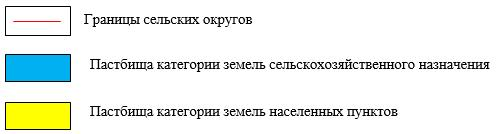 Границы сельских округов
Пастбища категории земель сельскохозяйственного назначения
Пастбища категории земель населенных пунктов